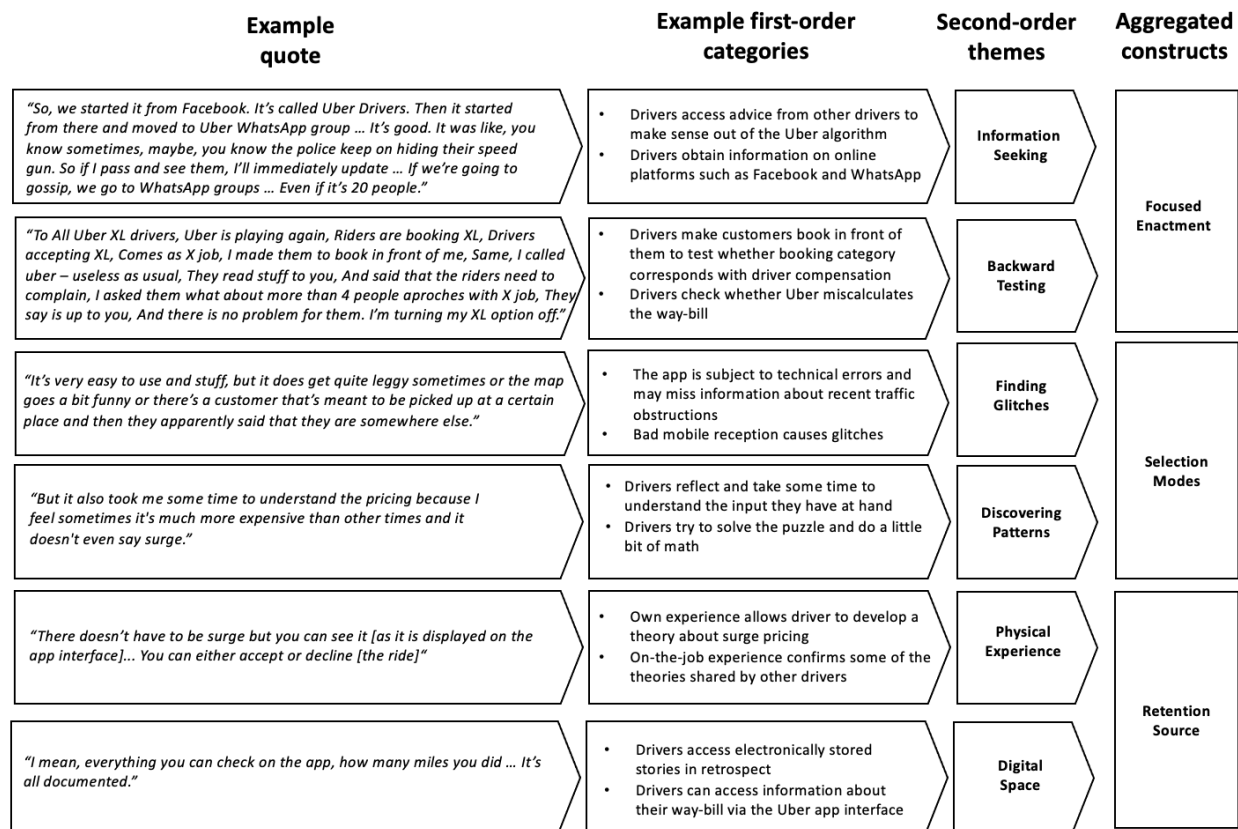 Example
quote
Example first-order
categories
Second-order
themes
Aggregated
constructs
“So, we started it from Facebook. It’s called Uber Drivers. Then it started
from there and moved to Uber WhatsApp group … It’s good. It was like, you
know sometimes, maybe, you know the police keep on hiding their speed
gun. So if I pass and see them, I’ll immediately update … If we’re going to
gossip, we go to WhatsApp groups … Even if it’s 20 people.”
• Drivers access advice from other drivers to
make sense out of the Uber algorithm
• Drivers obtain information on online
platforms such as Facebook and WhatsApp
Information
Seeking
Focused
Enactment
“To All Uber XL drivers, Uber is playing again, Riders are booking XL, Drivers
accepting XL, Comes as X job, I made them to book in front of me, Same, I called
uber – useless as usual, They read stuff to you, And said that the riders need to
complain, I asked them what about more than 4 people aproches with X job, They
say is up to you, And there is no problem for them. I’m turning my XL option off.”
• Drivers make customers book in front of
them to test whether booking category
corresponds with driver compensation
• Drivers check whether Uber miscalculates
the way-bill
Backward
Testing
“It’s very easy to use and stuff, but it does get quite leggy sometimes or the map
goes a bit funny or there’s a customer that’s meant to be picked up at a certain
place and then they apparently said that they are somewhere else.”
• The app is subject to technical errors and
may miss information about recent traffic
obstructions
• Bad mobile reception causes glitches
Finding
Glitches
Selection
Modes
“But it also took me some time to understand the pricing because I
feel sometimes it's much more expensive than other times and it
doesn't even say surge.”
• Drivers reflect and take some time to
understand the input they have at hand
• Drivers try to solve the puzzle and do a little
bit of math
Discovering
Patterns
“There doesn’t have to be surge but you can see it [as it is displayed on the
app interface]... You can either accept or decline [the ride]“
• Own experience allows driver to develop a
theory about surge pricing
• On-the-job experience confirms some of the
theories shared by other drivers
Physical
Experience
Retention
Source
“I mean, everything you can check on the app, how many miles you did … It’s
all documented.”
• Drivers access electronically stored
stories in retrospect
• Drivers can access information about
their way-bill via the Uber app interface
Digital
Space